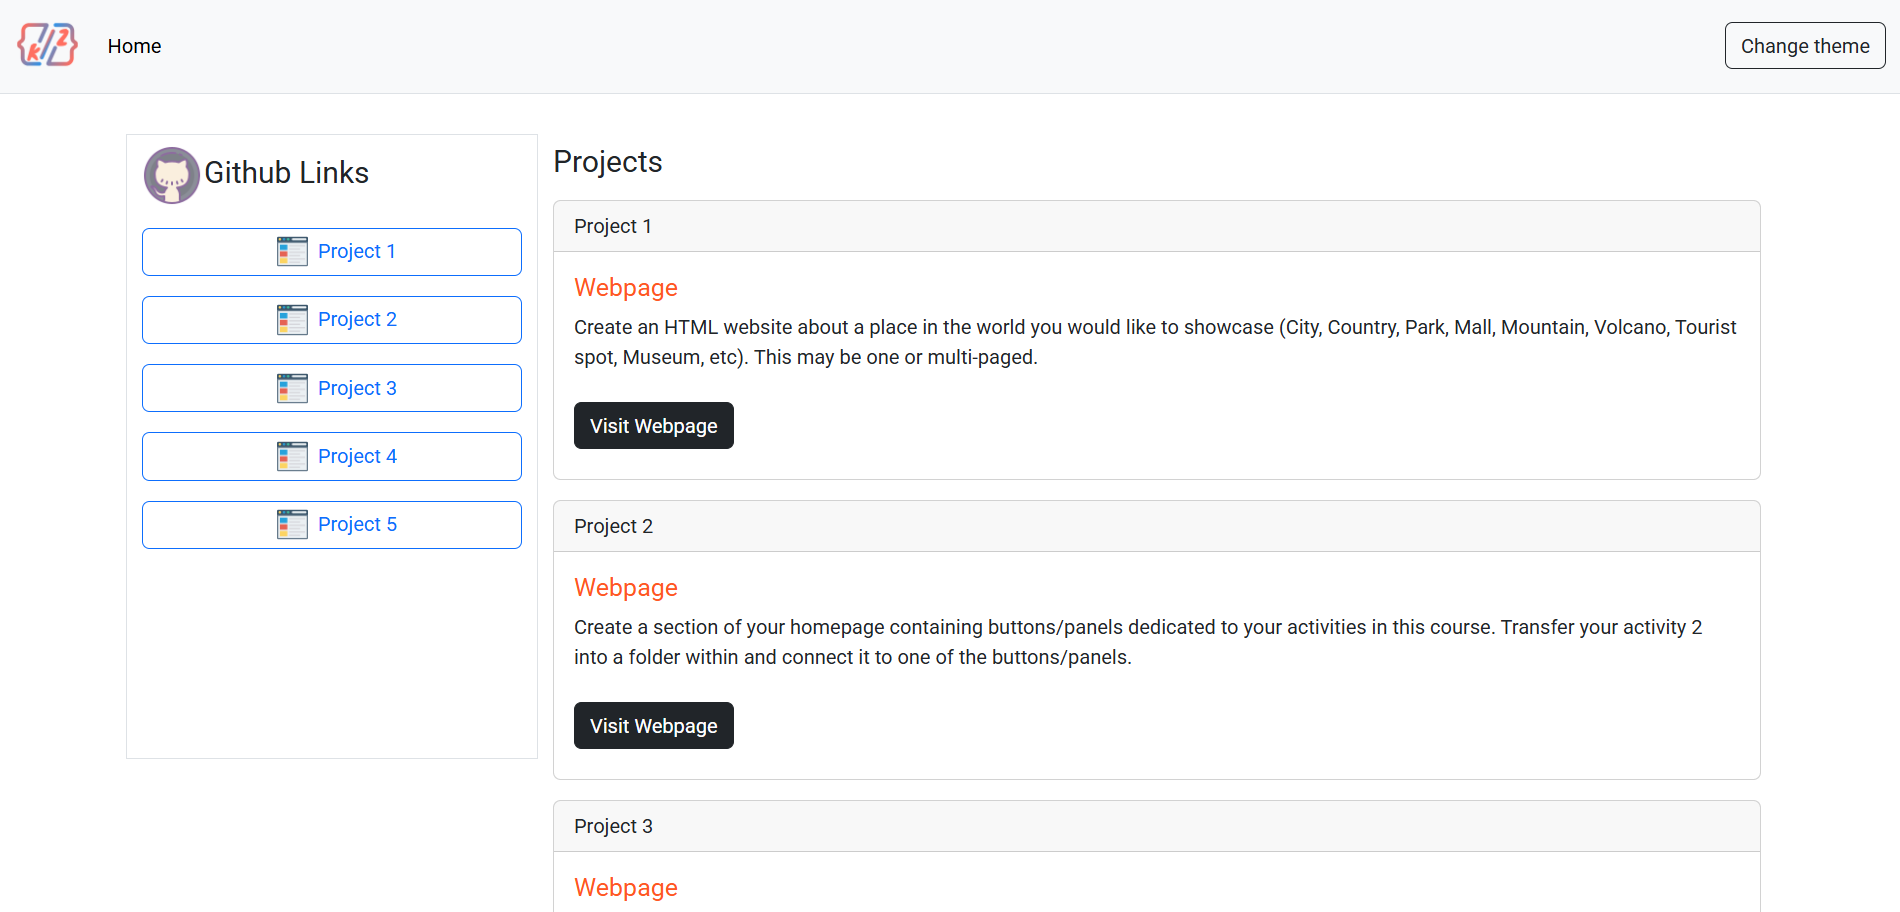 k 2
Home
Change theme
Github Links
Project 1
Project 2
Project 3
Project 4
Project 5
Projects
Project 1
Webpage
Create an HTML website about a place in the world you would like to showcase (City, Country, Park, Mall, Mountain, Volcano, Tourist
spot, Museum, etc). This may be one or multi-paged.
Visit Webpage
Project 2
Webpage
Create a section of your homepage containing buttons/panels dedicated to your activities in this course. Transfer your activity 2
into a folder within and connect it to one of the buttons/panels.
Visit Webpage
Project 3
Webpage